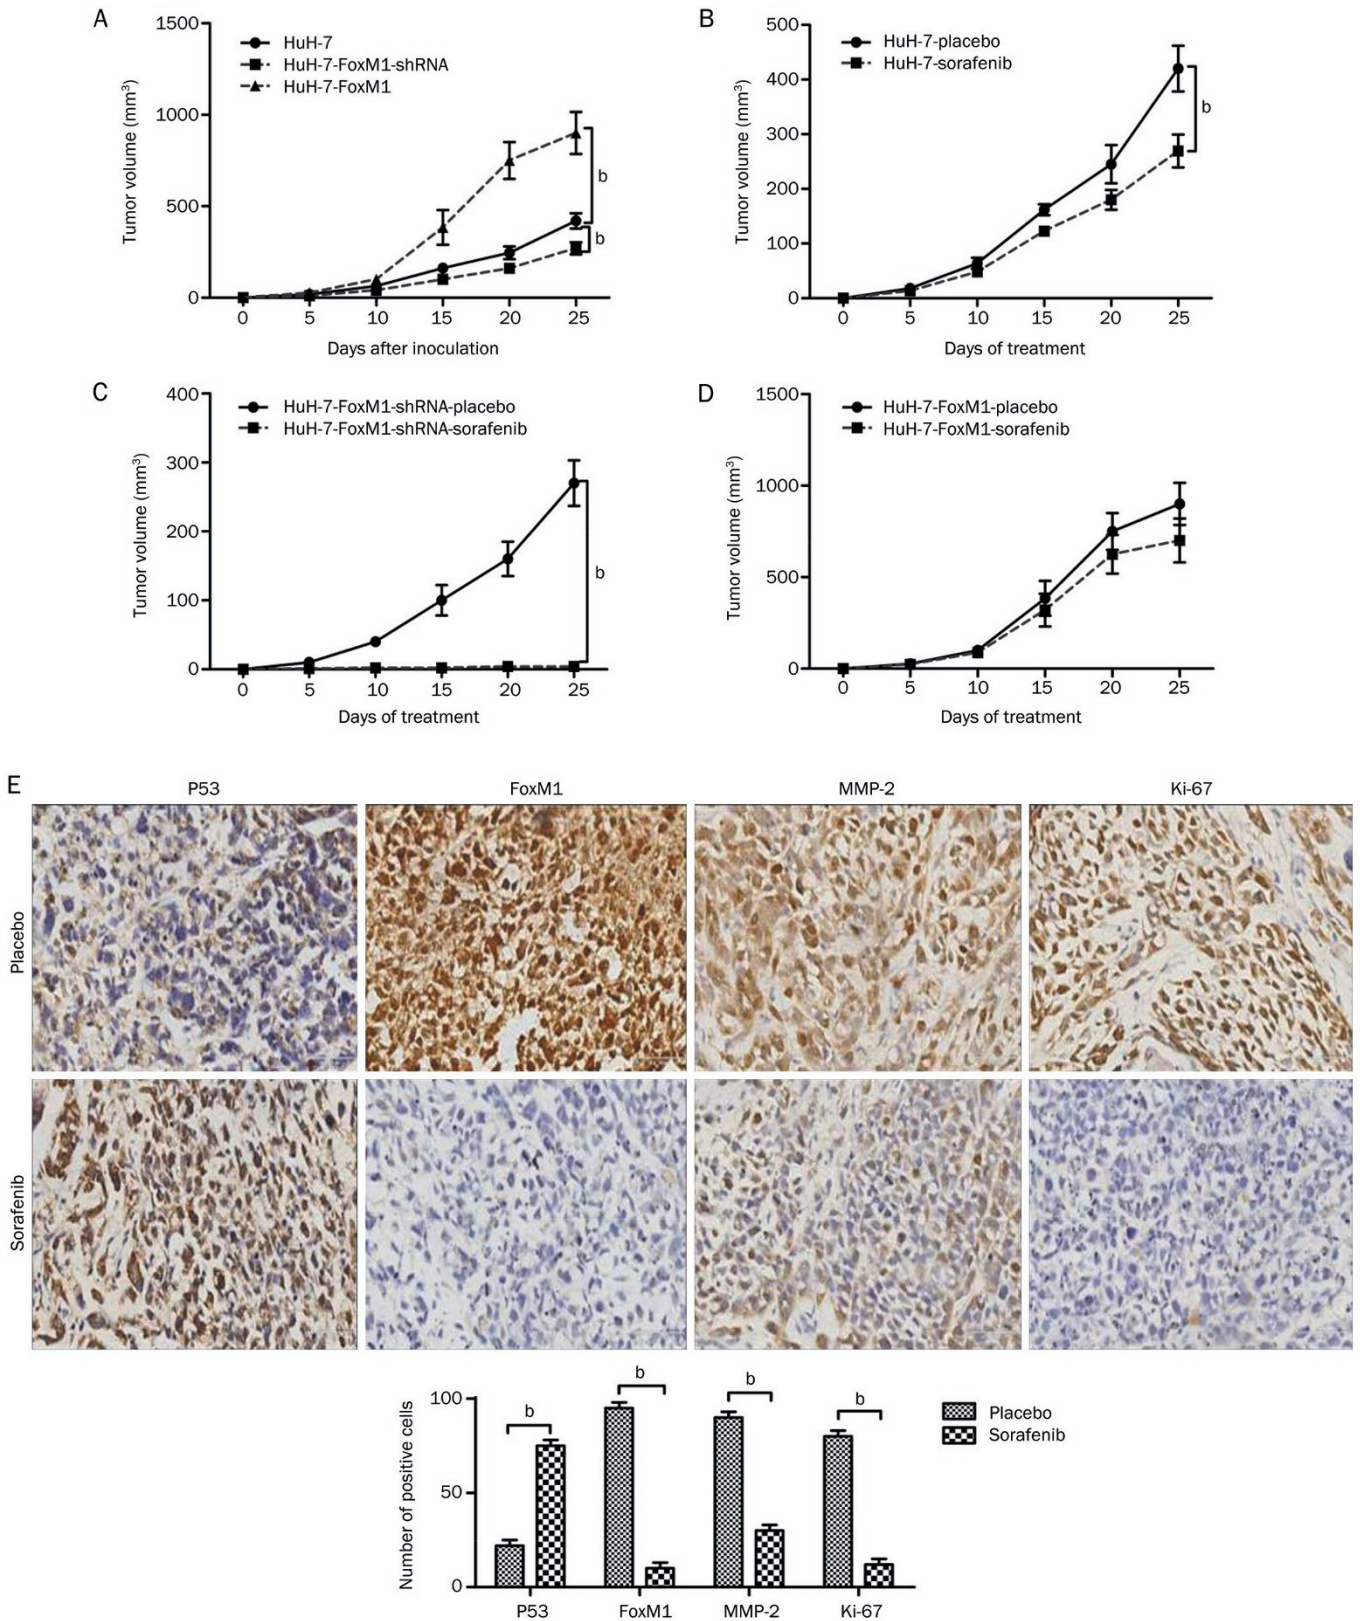 A
1500
1000
500
0
Tumor volume (mm³)
HuH-7
HuH-7-FoxM1-shRNA
HuH-7-FoxM1
b
b
0 5 10 15 20 25
Days after inoculation
B
500
400
300
200
100
0
Tumor volume (mm³)
HuH-7-placebo
HuH-7-sorafenib
b
0 5 10 15 20 25
Days of treatment
C
400
300
200
100
0
Tumor volume (mm³)
HuH-7-FoxM1-shRNA-placebo
HuH-7-FoxM1-shRNA-sorafenib
b
0 5 10 15 20 25
Days of treatment
D
1500
1000
500
0
Tumor volume (mm³)
HuH-7-FoxM1-placebo
HuH-7-FoxM1-sorafenib
0 5 10 15 20 25
Days of treatment
E
P53 FoxM1 MMP-2 Ki-67
Placebo
Sorafenib
100
50
0
Number of positive cells
b b b b
Placebo
Sorafenib
P53 FoxM1 MMP-2 Ki-67